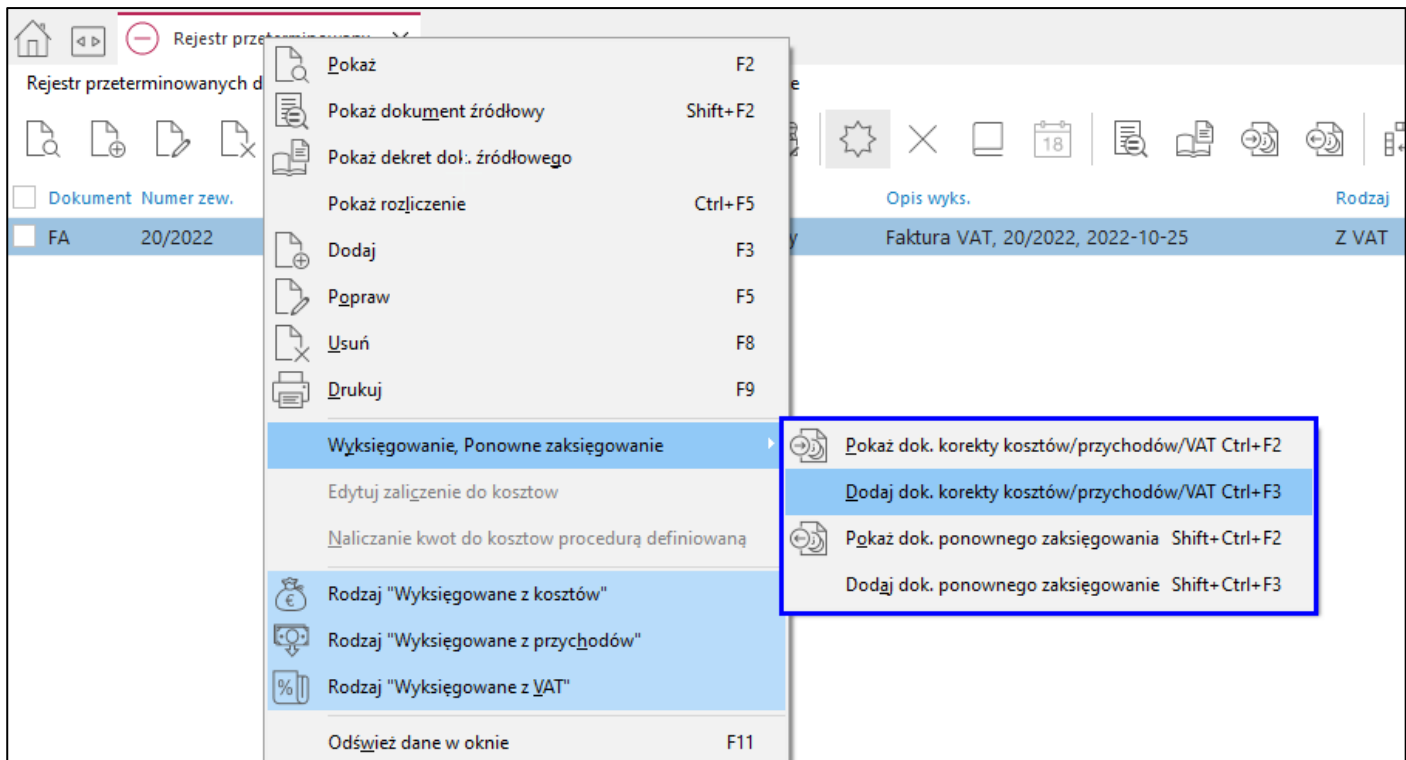 Rejestr prze
Rejestr przeterminowanych d
e
18
Dokument Numer zew. Opis wyks. Rodzaj
FA 20/2022 y Faktura VAT, 20/2022, 2022-10-25 Z VAT
Pokaż F2
Pokaż dokument źródłowy Shift+F2
Pokaż dekret dok. źródłowego
Pokaż rozliczenie Ctrl+F5
Dodaj F3
Popraw F5
Usuń F8
Drukuj F9
Wyksięgowanie, Ponowne zaksięgowanie
Edytuj zaliczenie do kosztow
Naliczanie kwot do kosztow procedurą definiowaną
Rodzaj "Wyksięgowane z kosztów"
Rodzaj "Wyksięgowane z przychodów"
Rodzaj "Wyksięgowane z VAT"
Odśwież dane w oknie F11
Pokaż dok. korekty kosztów/przychodów/VAT Ctrl+F2
Dodaj dok. korekty kosztów/przychodów/VAT Ctrl+F3
Pokaż dok. ponownego zaksięgowania Shift+Ctrl+F2
Dodaj dok. ponownego zaksięgowanie Shift+Ctrl+F3